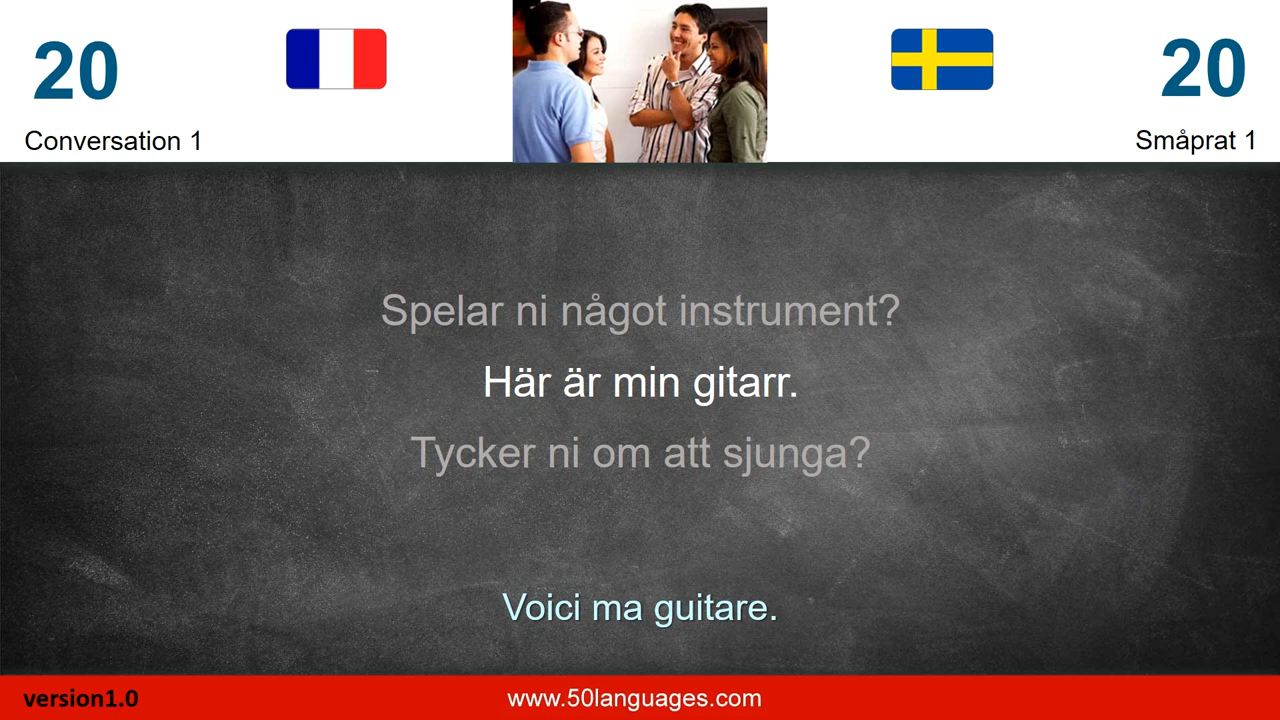 20
20
Conversation 1
Småprat 1
Spelar ni något instrument?
Här är min gitarr.
Tycker ni om att sjunga?
Voici ma guitare.
version1.0
www.50languages.com